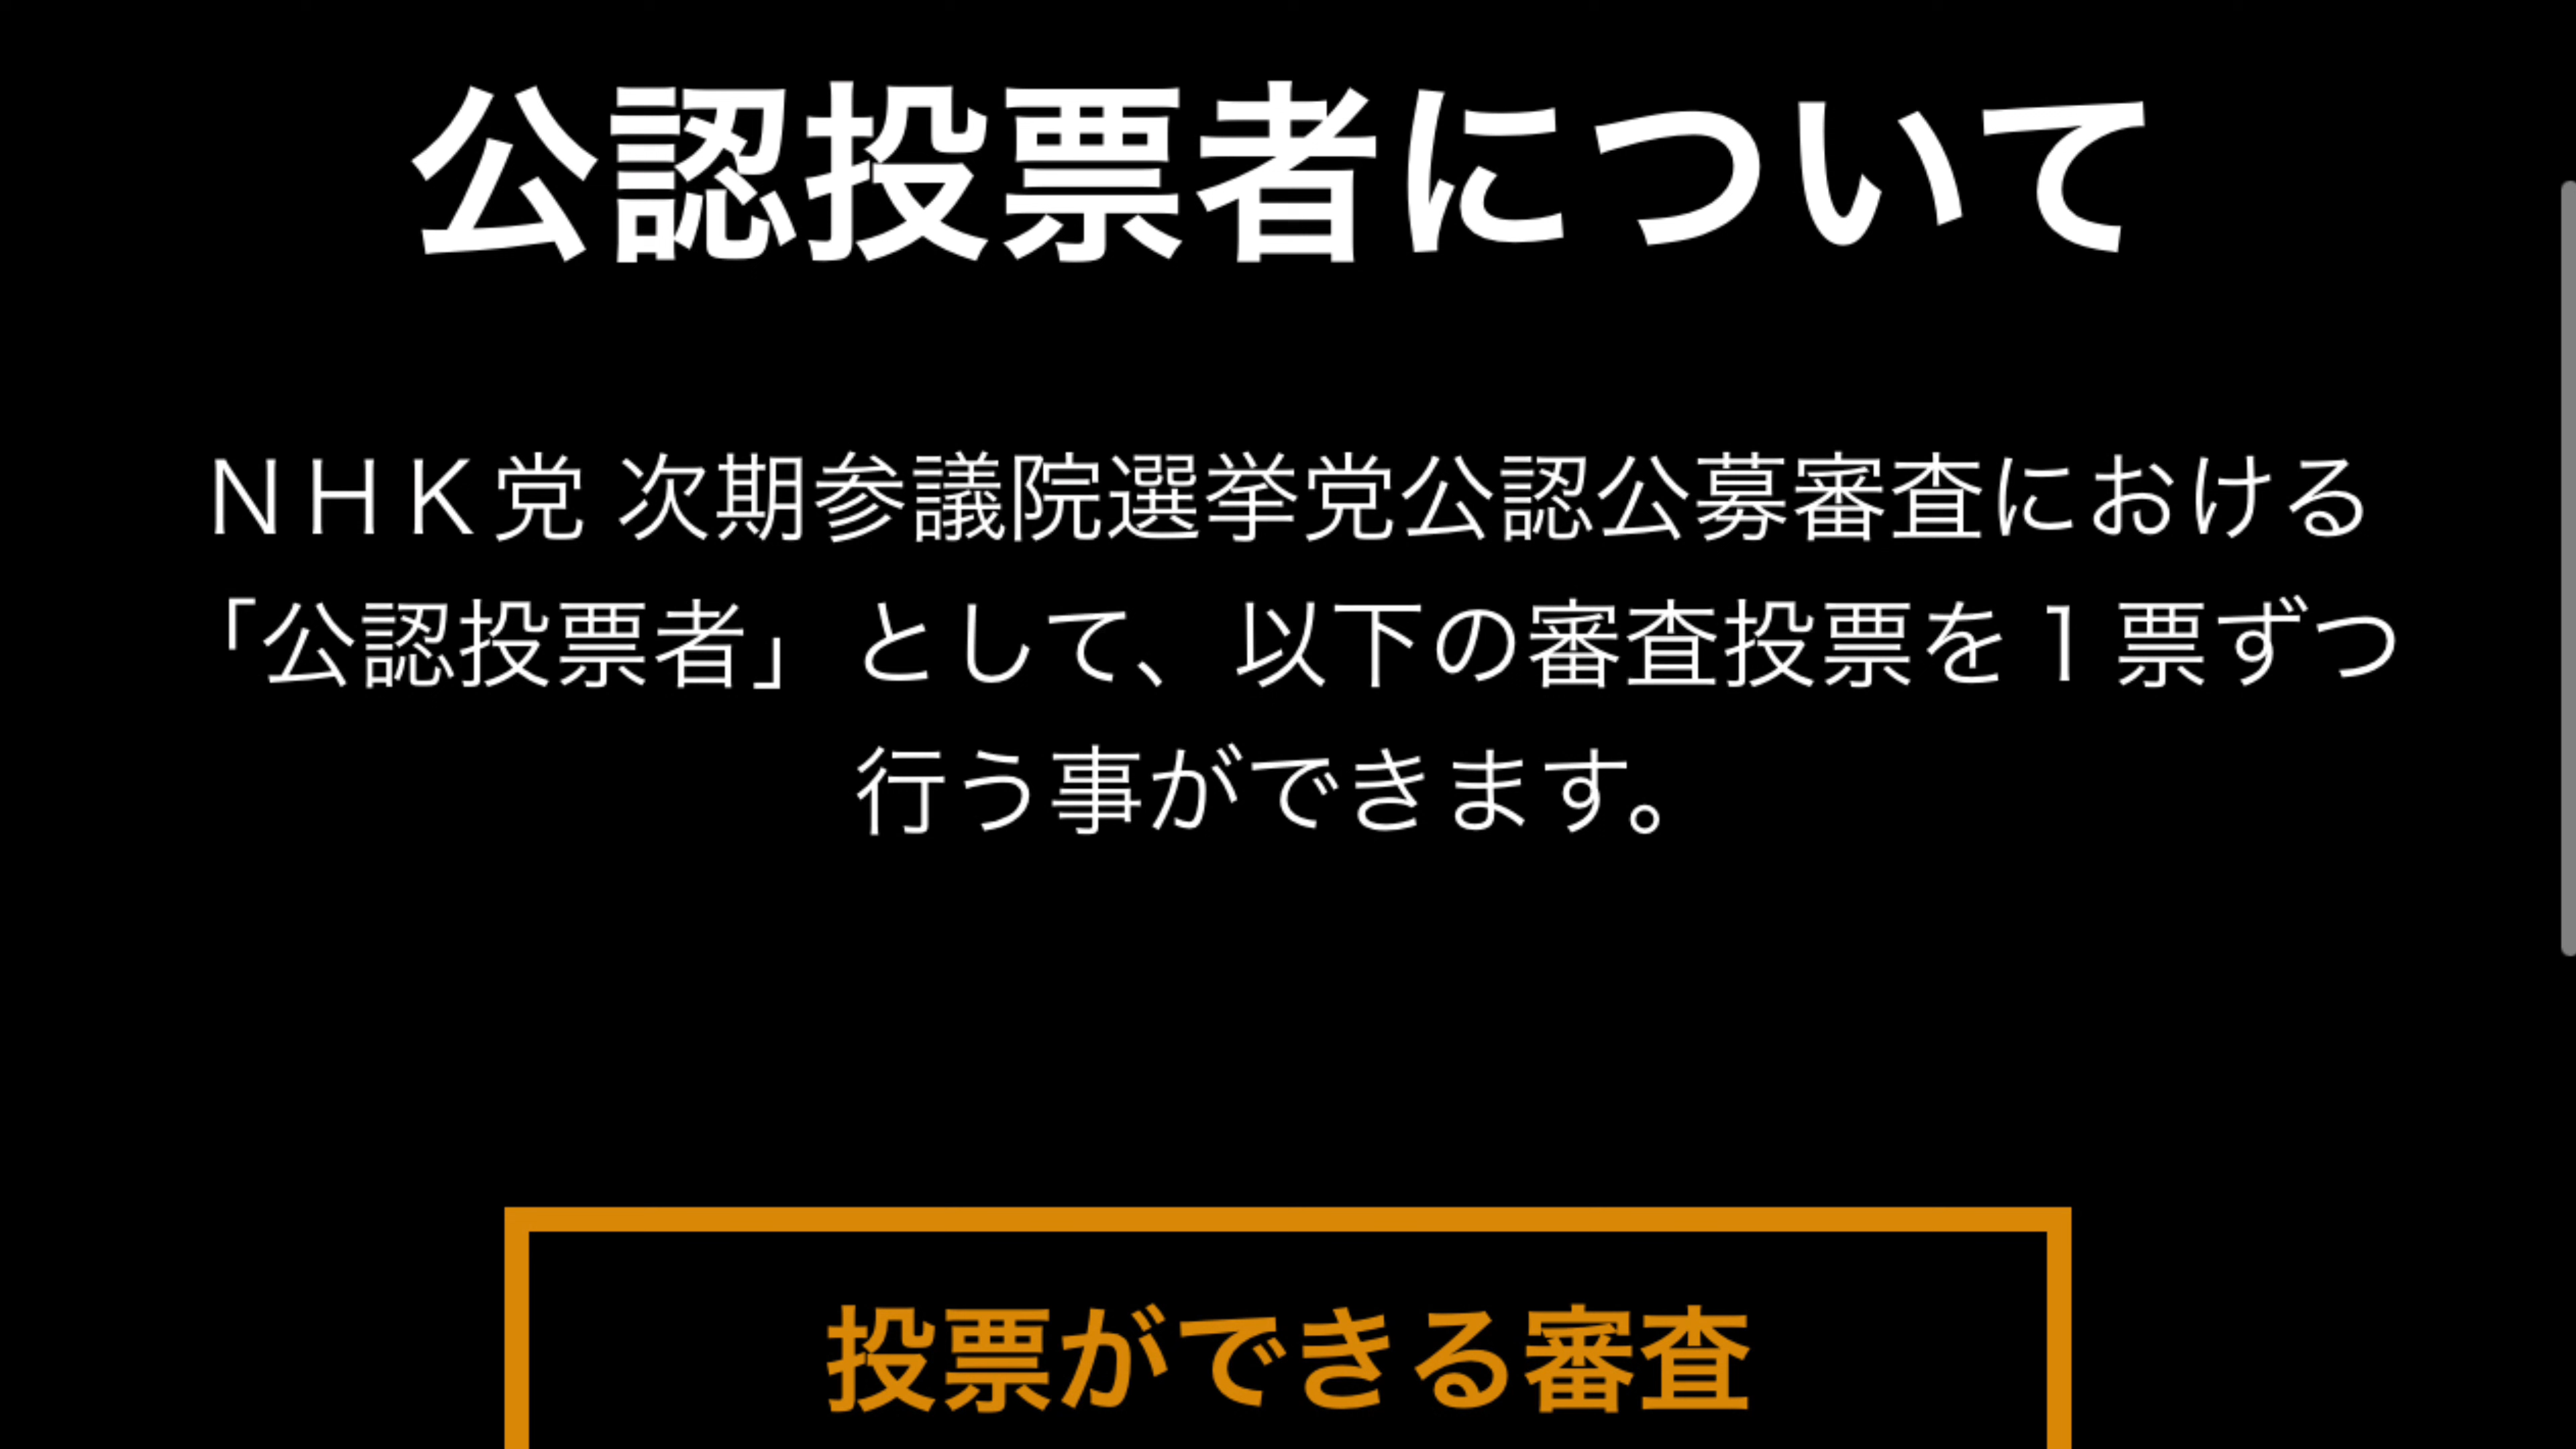 公認投票者について
ＮＨＫ党 次期参議院選挙党公認公募審査における
「公認投票者」として、以下の審査投票を１票ずつ
行う事ができます。
投票ができる審査